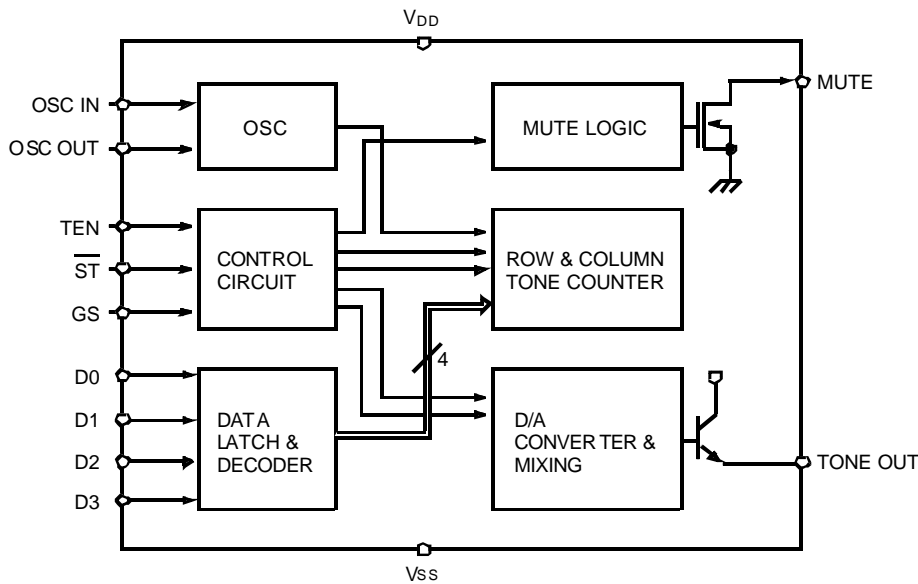 VDD
OSC IN
OSC OUT
OSC
MUTE LOGIC
MUTE
TEN
ST
GS
CONTROL
CIRCUIT
ROW & COLUMN
TONE COUNTER
4
D0
D1
D2
D3
DATA
LATCH &
DECODER
D/A
CONVERTER &
MIXING
TONE OUT
VSS